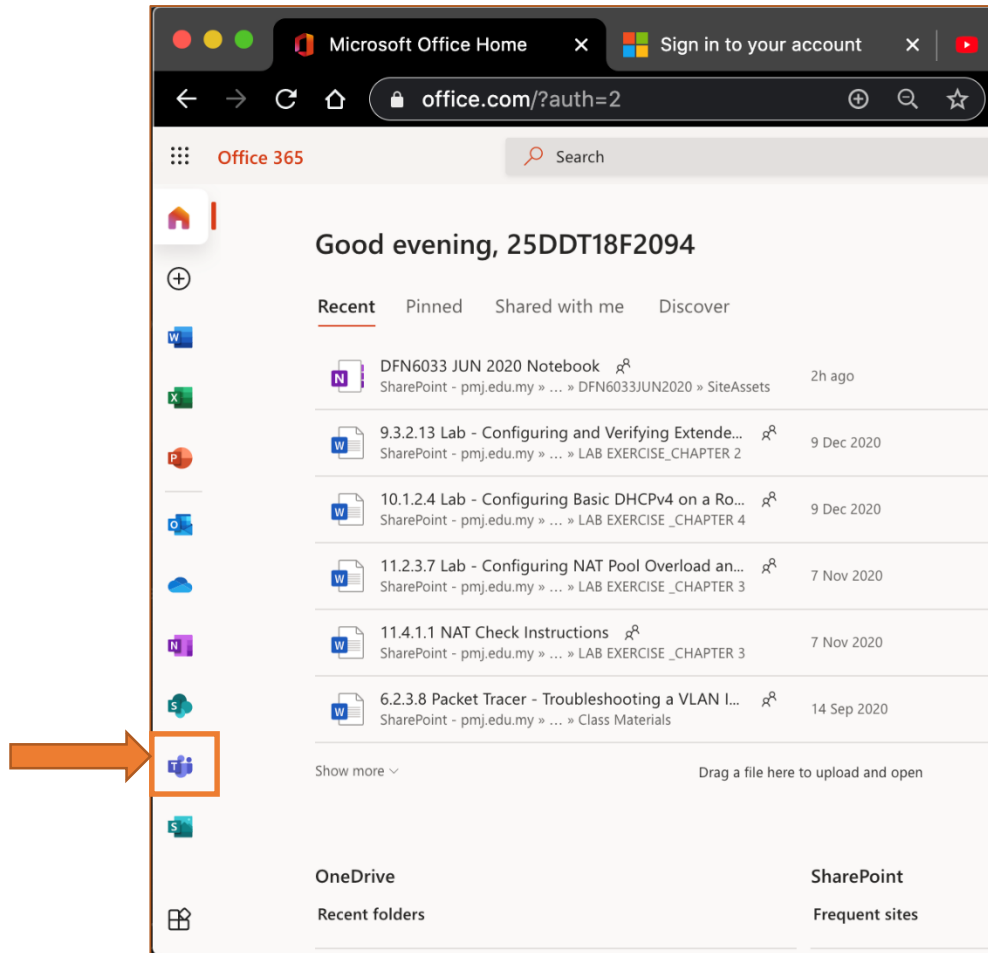 Microsoft Office Home
Sign in to your account
office.com/?auth=2
Office 365
Search
Good evening, 25DDT18F2094
Recent Pinned Shared with me Discover
DFN6033 JUN 2020 Notebook
SharePoint - pmj.edu.my » ... » DFN6033JUN2020 » SiteAssets
2h ago
9.3.2.13 Lab - Configuring and Verifying Extende...
SharePoint - pmj.edu.my » ... » LAB EXERCISE_CHAPTER 2
9 Dec 2020
10.1.2.4 Lab - Configuring Basic DHCPv4 on a Ro...
SharePoint - pmj.edu.my » ... » LAB EXERCISE _CHAPTER 4
9 Dec 2020
11.2.3.7 Lab - Configuring NAT Pool Overload an...
SharePoint - pmj.edu.my » ... » LAB EXERCISE _CHAPTER 3
7 Nov 2020
11.4.1.1 NAT Check Instructions
SharePoint - pmj.edu.my » ... » LAB EXERCISE _CHAPTER 3
7 Nov 2020
6.2.3.8 Packet Tracer - Troubleshooting a VLAN I...
SharePoint - pmj.edu.my » ... » Class Materials
14 Sep 2020
Show more
Drag a file here to upload and open
OneDrive
Recent folders
SharePoint
Frequent sites